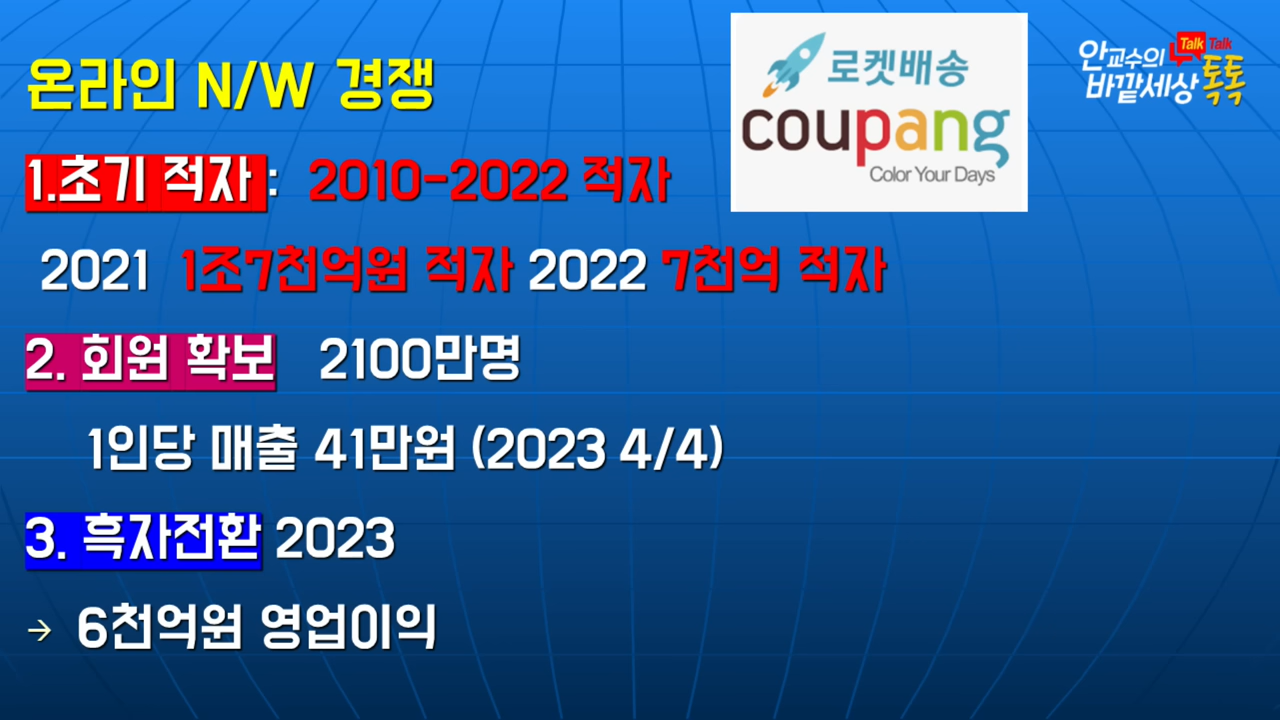 온라인 N/W 경쟁
로켓배송
coupang
Color Your Days
안교수의
Talk Talk
바깥세상 톡톡
1.초기 적자 : 2010-2022 적자
2021 1조7천억원 적자 2022 7천억 적자
2. 회원 확보 2100만명
1인당 매출 41만원 (2023 4/4)
3. 흑자전환 2023
→ 6천억원 영업이익